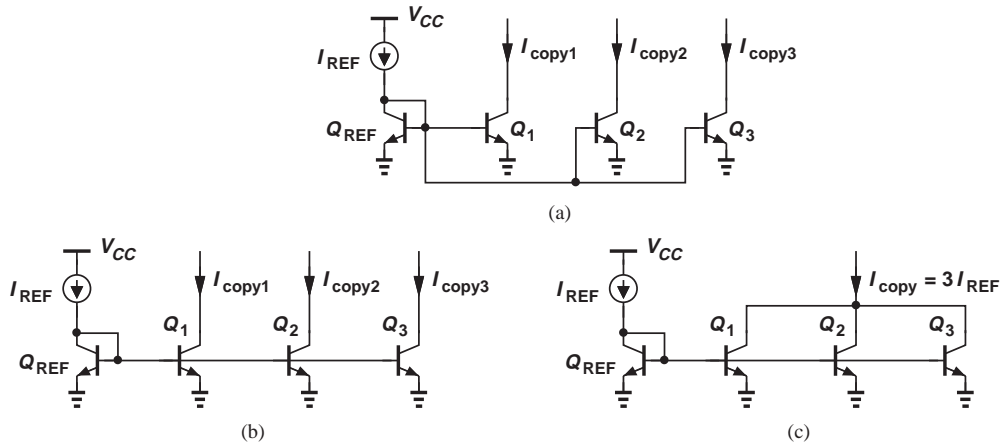 V_CC
I_REF
I_copy1
I_copy2
I_copy3
Q_REF
Q_1
Q_2
Q_3
(a)
V_CC
I_REF
I_copy1
I_copy2
I_copy3
Q_1
Q_2
Q_3
Q_REF
(b)
V_CC
I_REF
I_copy = 3 I_REF
Q_1
Q_2
Q_3
Q_REF
(c)